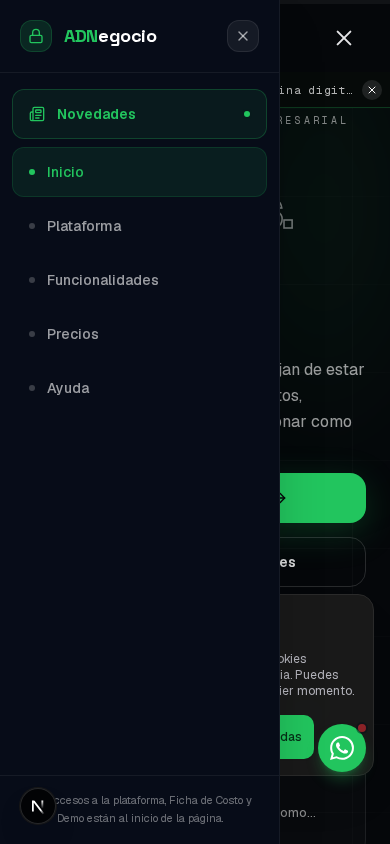 ADNegocio
ina digit…
Novedades
RESARIAL
Inicio
Plataforma
Funcionalidades
Precios
jan de estar
Ayuda
tos,
onar como
es
okies
ia. Puedes
ier momento.
das
omo...
N
ccesos a la plataforma, Ficha de Costo y
Demo están al inicio de la página.